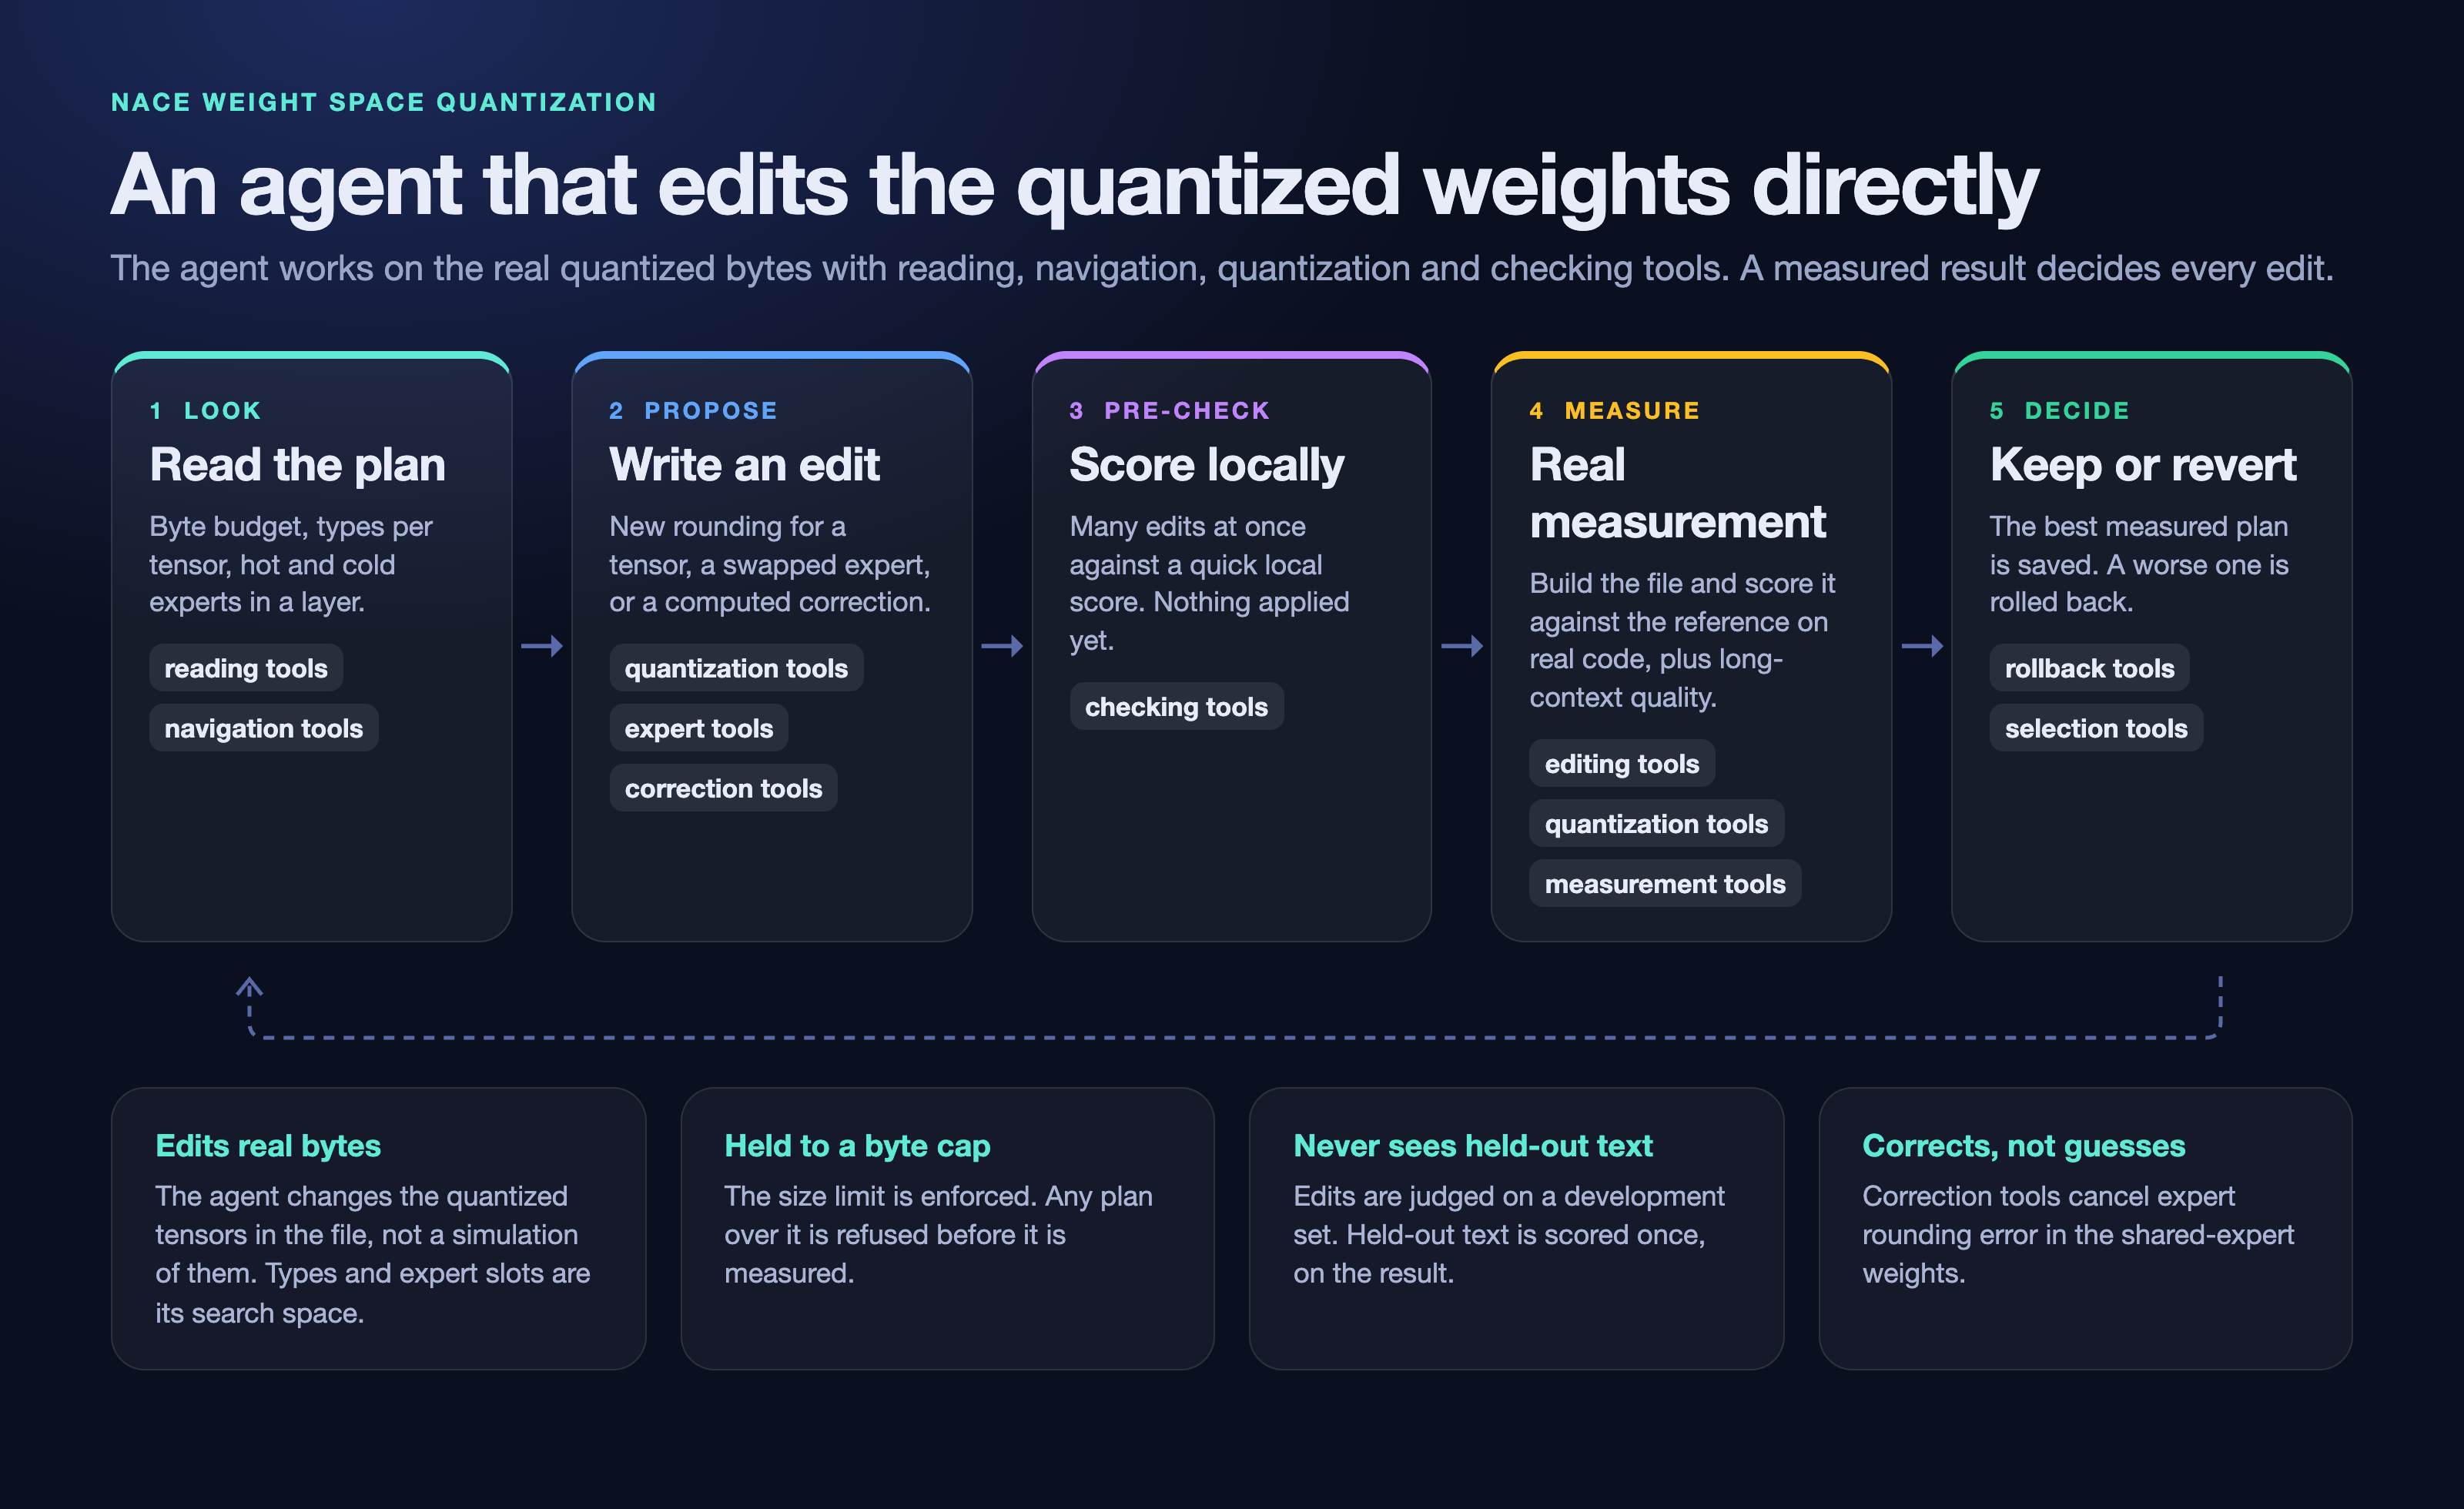 NACE WEIGHT SPACE QUANTIZATION
An agent that edits the quantized weights directly
The agent works on the real quantized bytes with reading, navigation, quantization and checking tools. A measured result decides every edit.
1 LOOK
Read the plan
Byte budget, types per
tensor, hot and cold
experts in a layer.
reading tools
navigation tools
2 PROPOSE
Write an edit
New rounding for a
tensor, a swapped expert,
or a computed correction.
quantization tools
expert tools
correction tools
3 PRE-CHECK
Score locally
Many edits at once
against a quick local
score. Nothing applied
yet.
checking tools
4 MEASURE
Real
measurement
Build the file and score it
against the reference on
real code, plus long-
context quality.
editing tools
quantization tools
measurement tools
5 DECIDE
Keep or revert
The best measured plan
is saved. A worse one is
rolled back.
rollback tools
selection tools
Edits real bytes
The agent changes the quantized
tensors in the file, not a simulation
of them. Types and expert slots are
its search space.
Held to a byte cap
The size limit is enforced. Any plan
over it is refused before it is
measured.
Never sees held-out text
Edits are judged on a development
set. Held-out text is scored once,
on the result.
Corrects, not guesses
Correction tools cancel expert
rounding error in the shared-expert
weights.